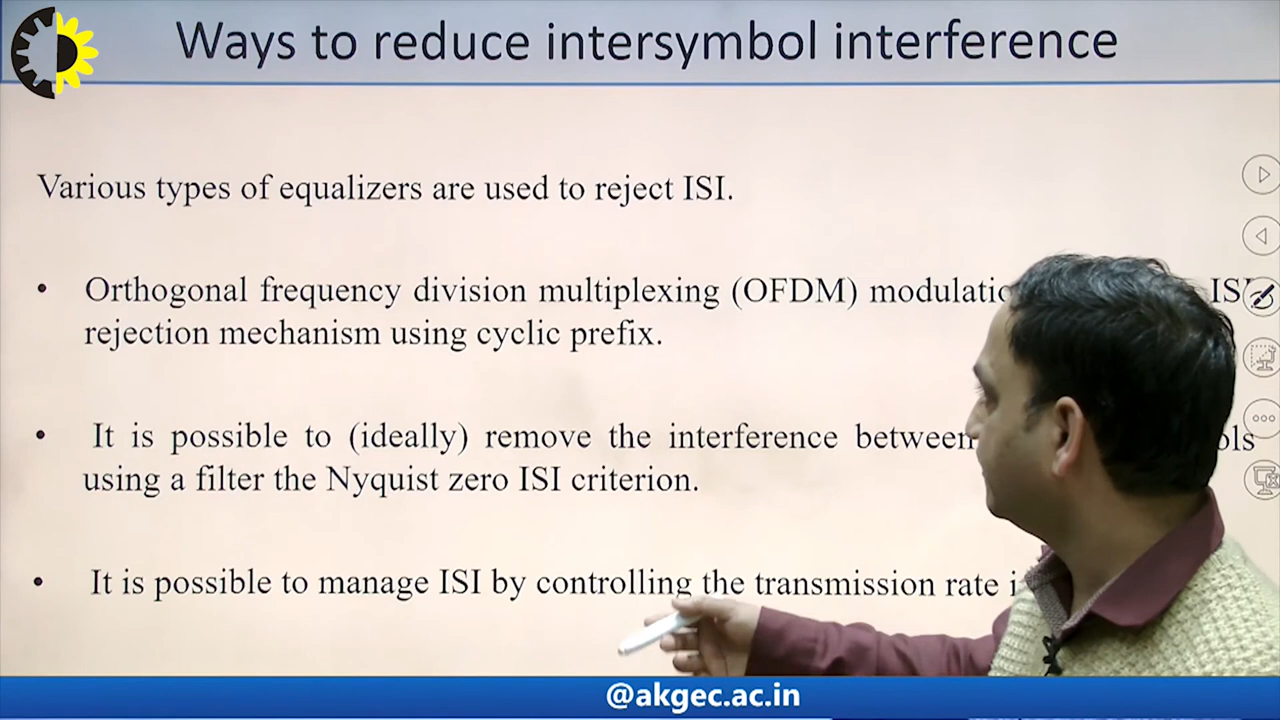 Ways to reduce intersymbol interference
Various types of equalizers are used to reject ISI.
• Orthogonal frequency division multiplexing (OFDM) ISI
rejection mechanism using cyclic prefix.
• It is possible to (ideally) remove the interference between
using a filter the Nyquist zero ISI criterion.
• It is possible to manage ISI by controlling the transmission rate
@akgec.ac.in